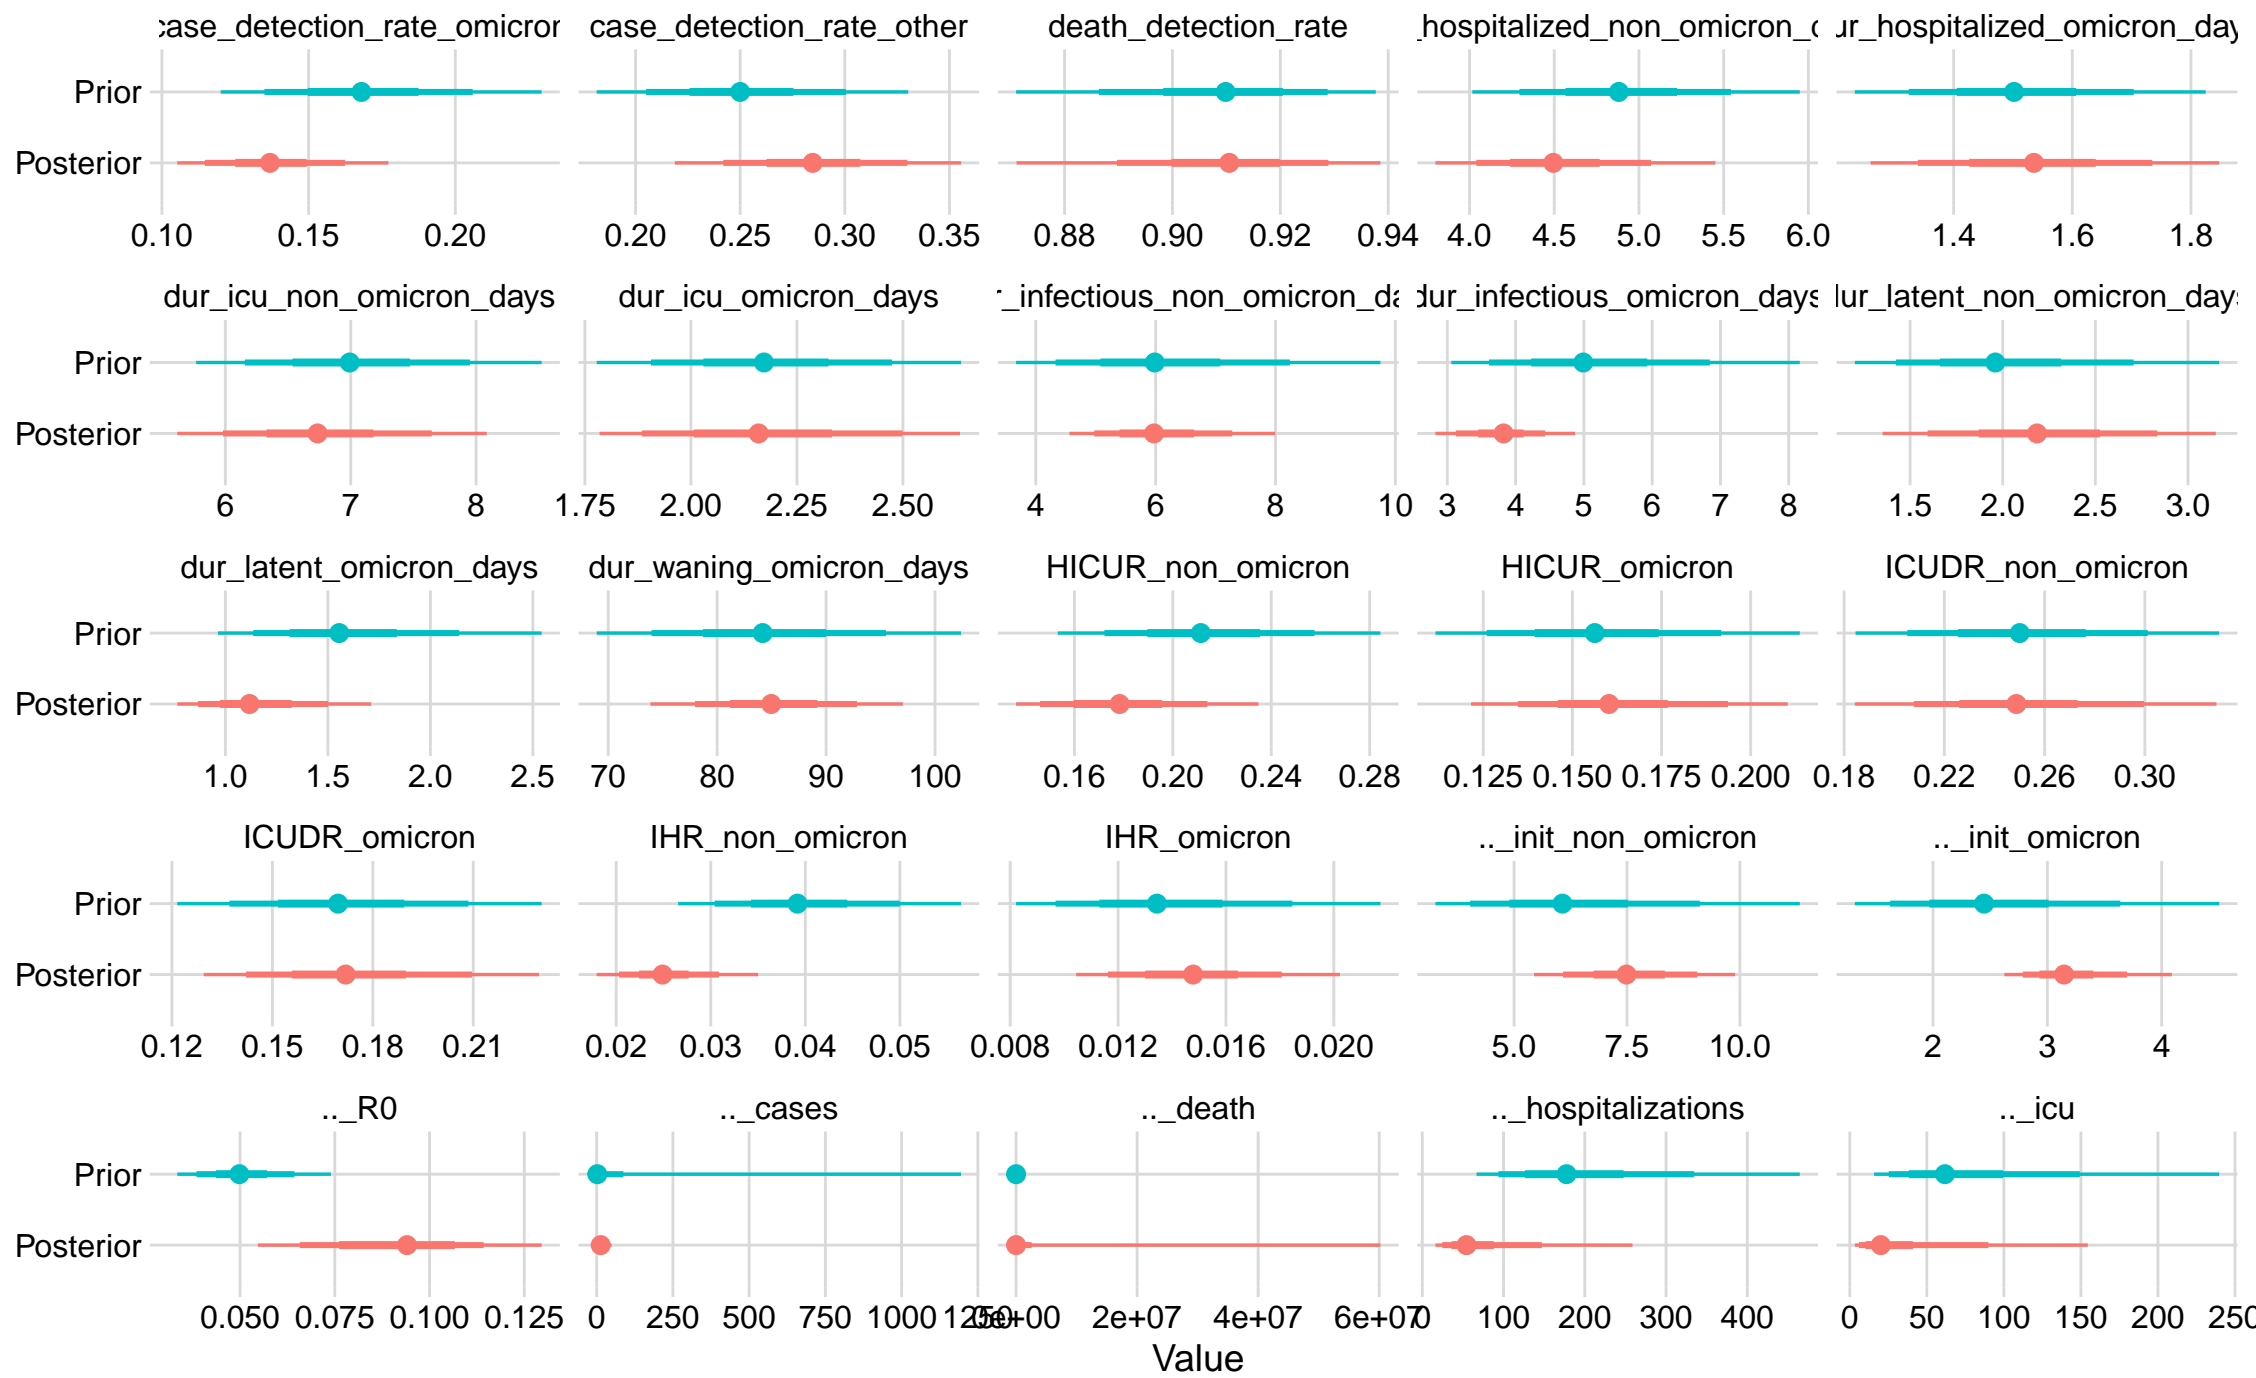 case_detection_rate_omicron case_detection_rate_other death_detection_rate _hospitalized_non_omicron_ ur_hospitalized_omicron_day
Prior
Posterior
0.10 0.15 0.20 0.20 0.25 0.30 0.35 0.88 0.90 0.92 0.94 4.0 4.5 5.0 5.5 6.0 1.4 1.6 1.8
dur_icu_non_omicron_days dur_icu_omicron_days r_infectious_non_omicron_da dur_infectious_omicron_days dur_latent_non_omicron_days
Prior
Posterior
6 7 8 1.75 2.00 2.25 2.50 4 6 8 10 3 4 5 6 7 8 1.5 2.0 2.5 3.0
dur_latent_omicron_days dur_waning_omicron_days HICUR_non_omicron HICUR_omicron ICUDR_non_omicron
Prior
Posterior
1.0 1.5 2.0 2.5 70 80 90 100 0.16 0.20 0.24 0.28 0.125 0.150 0.175 0.200 0.18 0.22 0.26 0.30
ICUDR_omicron IHR_non_omicron IHR_omicron .._init_non_omicron .._init_omicron
Prior
Posterior
0.12 0.15 0.18 0.21 0.02 0.03 0.04 0.05 0.008 0.012 0.016 0.020 5.0 7.5 10.0 2 3 4
.._R0 .._cases .._death .._hospitalizations .._icu
Prior
Posterior
0.050 0.075 0.100 0.125 0 250 500 750 1000 1250 0e+00 2e+07 4e+07 6e+07 0 100 200 300 400 0 50 100 150 200 250
Value